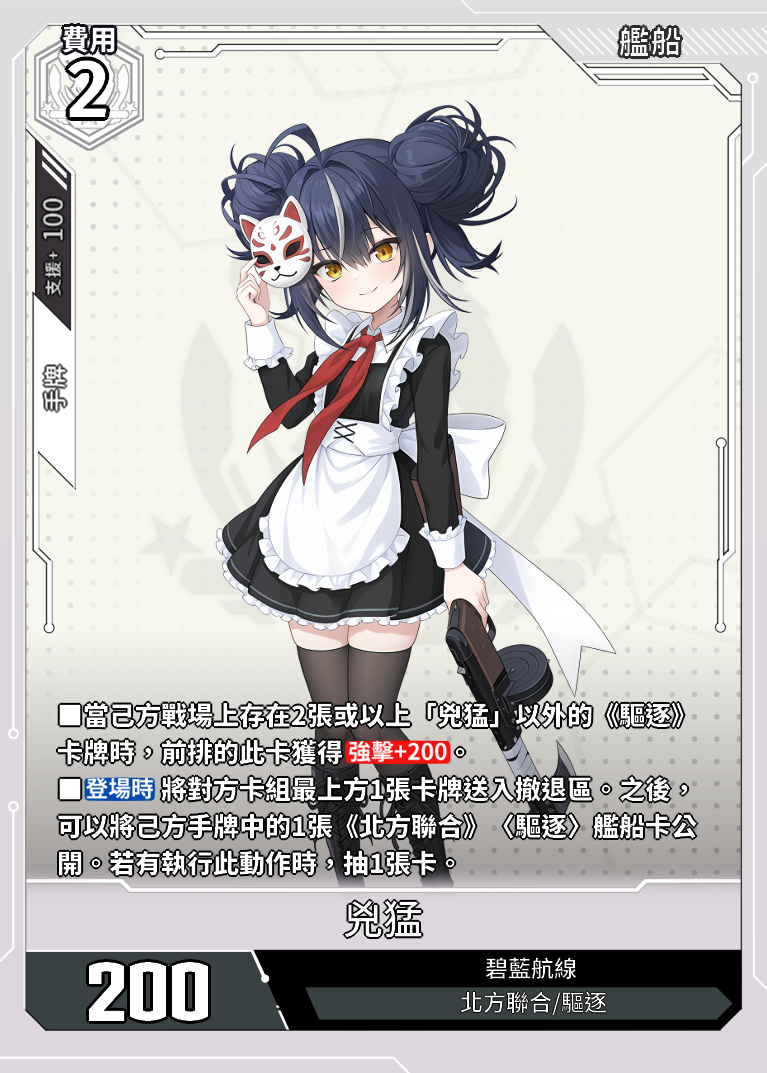 費用
2
艦船
支援+ 100
手牌
■當己方戰場上存在2張或以上「兇猛」以外的《驅逐》
卡牌時，前排的此卡獲得 強擊+200。
■登場時 將對方卡組最上方1張卡牌送入撤退區。之後，
可以將己方手牌中的1張《北方聯合》〈驅逐〉艦船卡公
開。若有執行此動作時，抽1張卡。
兇猛
200
碧藍航線
北方聯合/驅逐